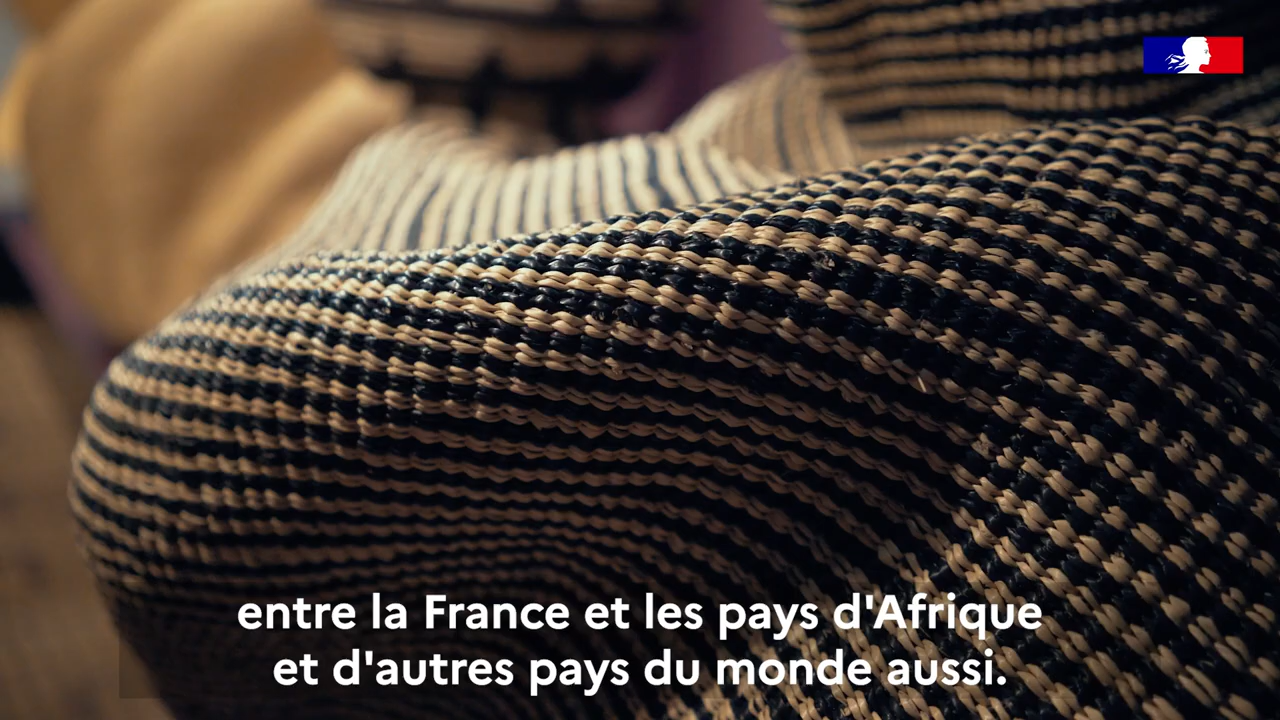 entre la France et les pays d'Afrique
et d'autres pays du monde aussi.